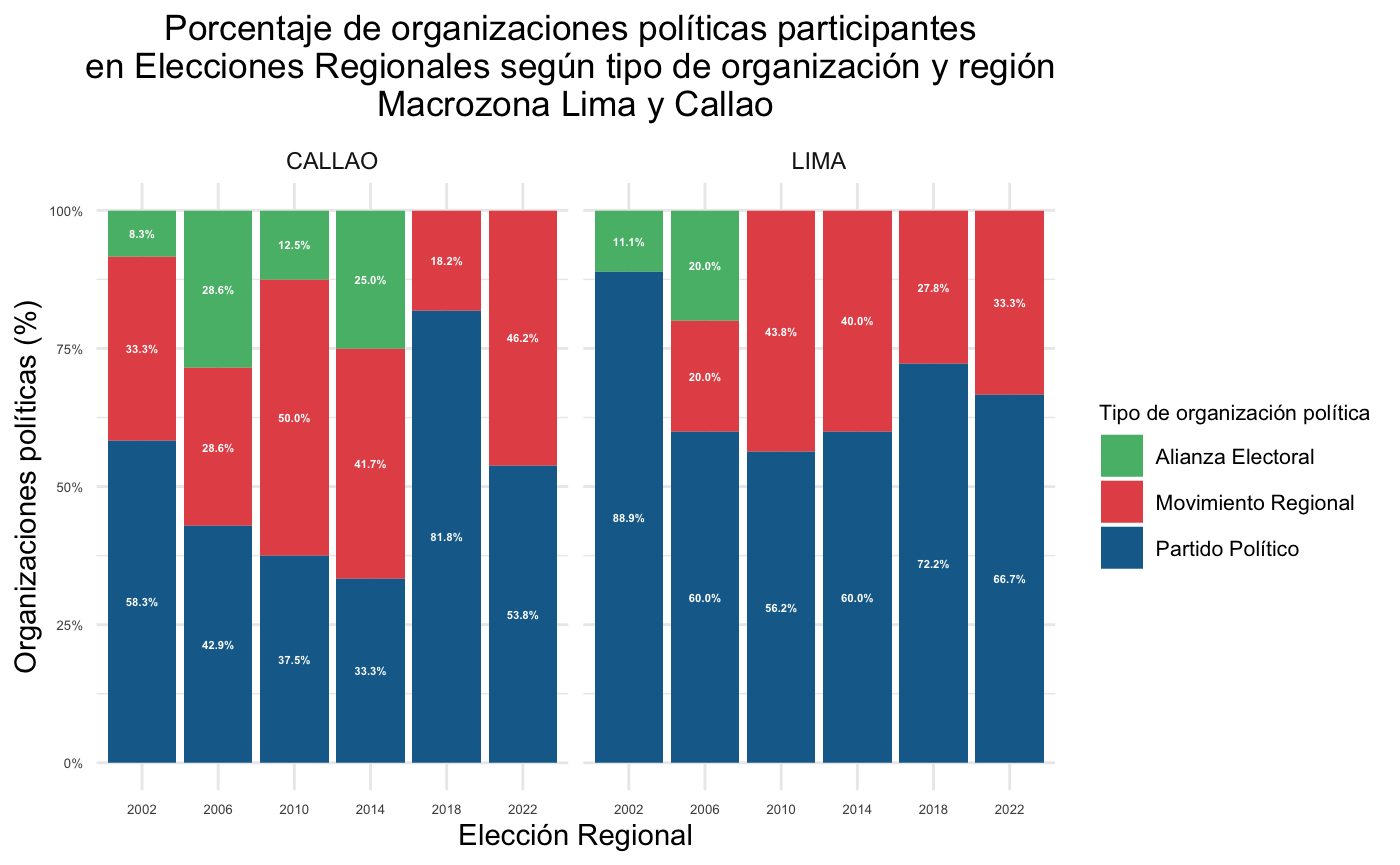 Porcentaje de organizaciones políticas participantes
en Elecciones Regionales según tipo de organización y región
Macrozona Lima y Callao
CALLAO
LIMA
Organizaciones políticas (%)
100%
75%
50%
25%
0%
8.3%
33.3%
58.3%
28.6%
28.6%
42.9%
12.5%
50.0%
37.5%
25.0%
41.7%
33.3%
18.2%
81.8%
46.2%
53.8%
11.1%
88.9%
20.0%
20.0%
60.0%
43.8%
56.2%
40.0%
60.0%
27.8%
72.2%
33.3%
66.7%
2002 2006 2010 2014 2018 2022
2002 2006 2010 2014 2018 2022
Elección Regional
Tipo de organización política
Alianza Electoral
Movimiento Regional
Partido Político